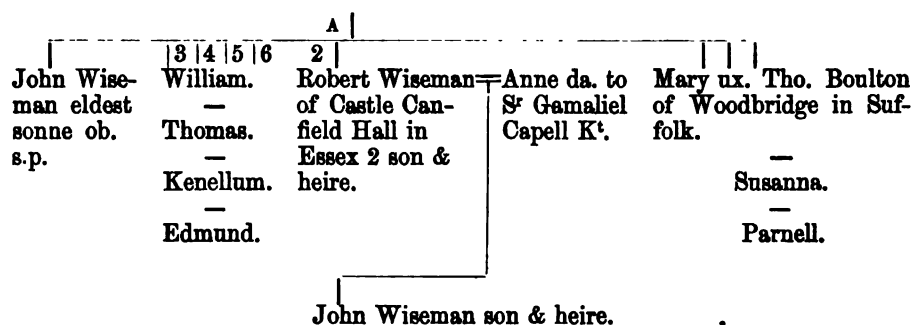 A
3 4 5 6 2
John Wise-
man eldest
sonne ob.
s.p.
William.
Thomas.
Kenellum.
Edmund.
Robert Wiseman
of Castle Can-
field Hall in
Essex 2 son &
heire.
Anne da. to
Sr Gamaliel
Capell Kt.
Mary ux. Tho. Boulton
of Woodbridge in Suf-
folk.
Susanna.
Parnell.
John Wiseman son & heire.